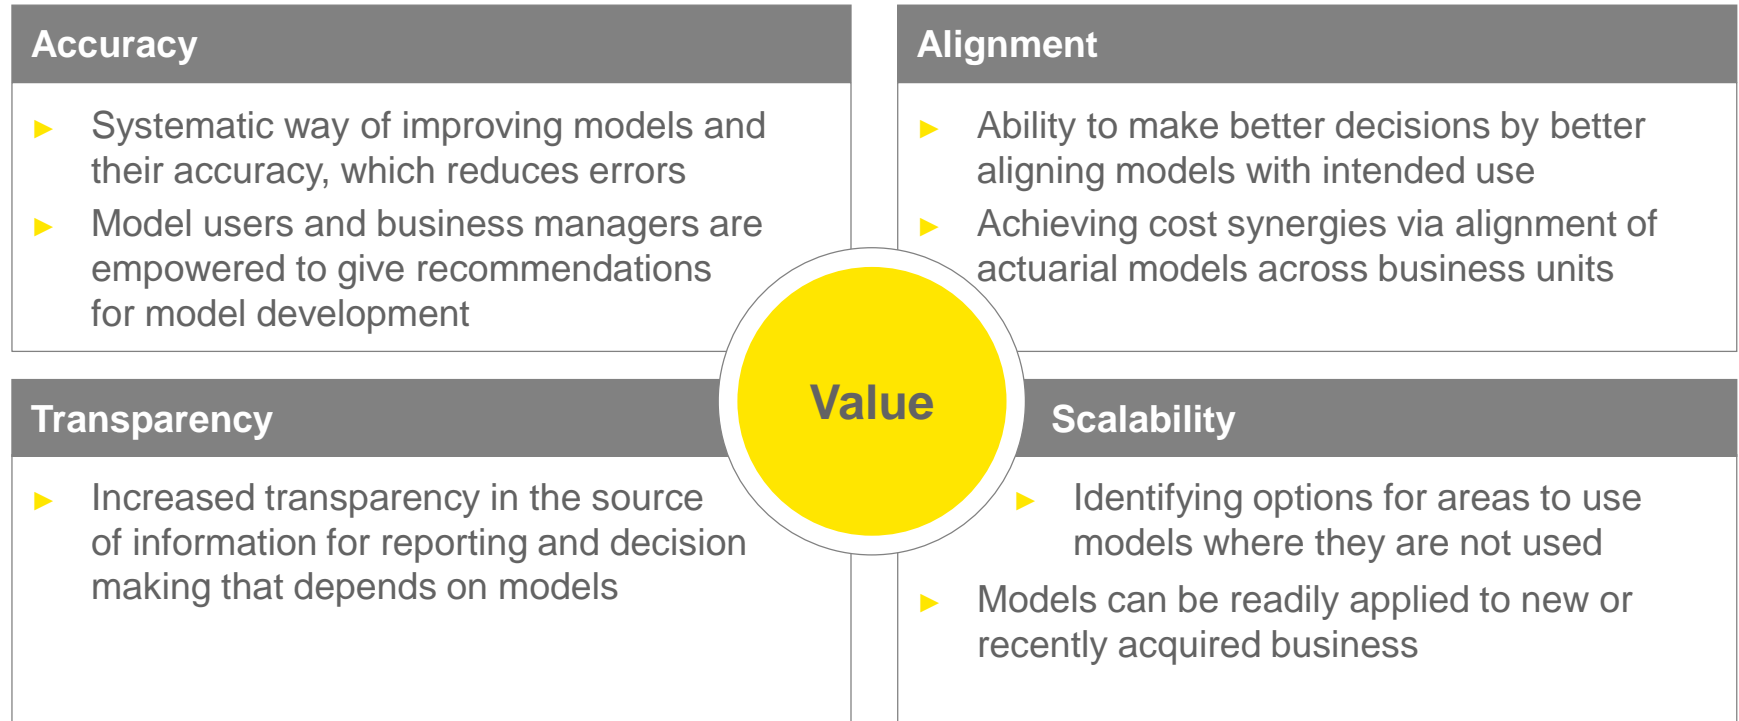 Accuracy
► Systematic way of improving models and
their accuracy, which reduces errors
► Model users and business managers are
empowered to give recommendations
for model development
Alignment
► Ability to make better decisions by better
aligning models with intended use
► Achieving cost synergies via alignment of
actuarial models across business units
Value
Transparency
► Increased transparency in the source
of information for reporting and decision
making that depends on models
Scalability
► Identifying options for areas to use
models where they are not used
► Models can be readily applied to new or
recently acquired business